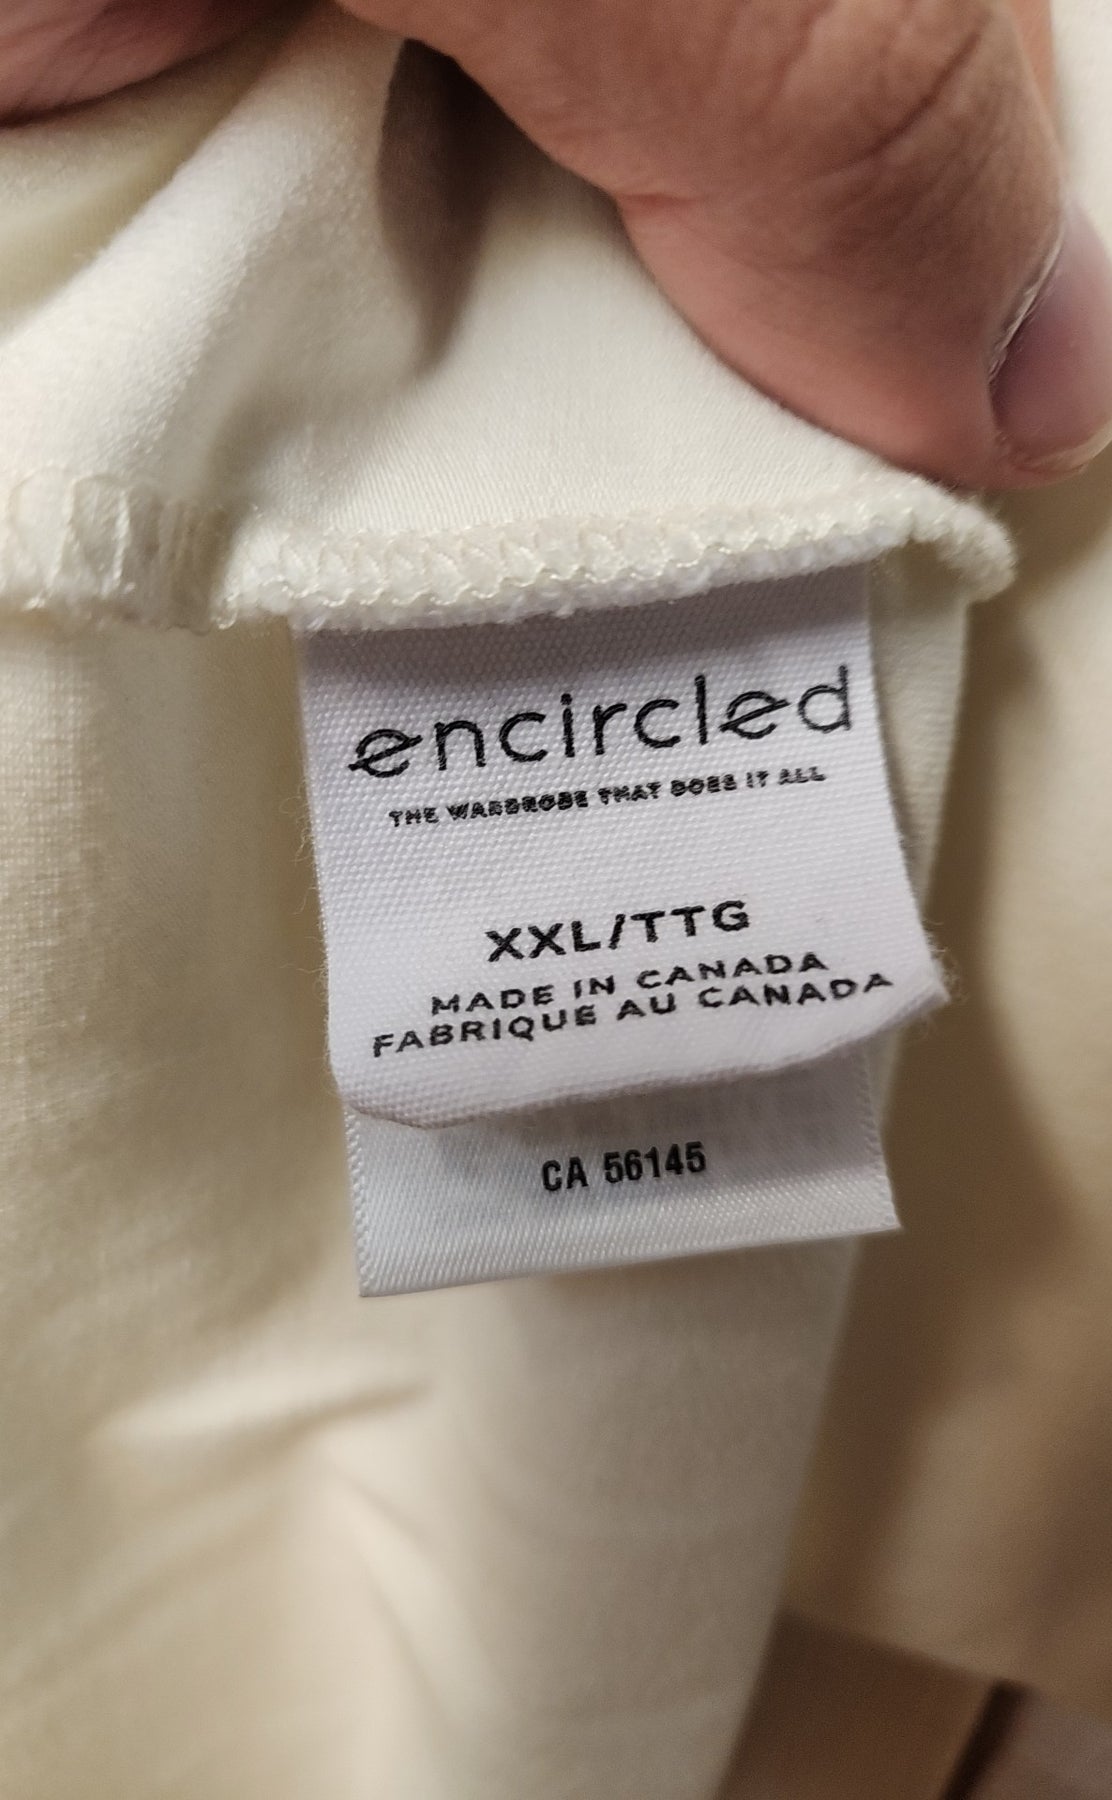 encircled
THE WARDROBE THAT DOES IT ALL
XXL/TTG
MADE IN CANADA
FABRIQUE AU CANADA
CA 56145